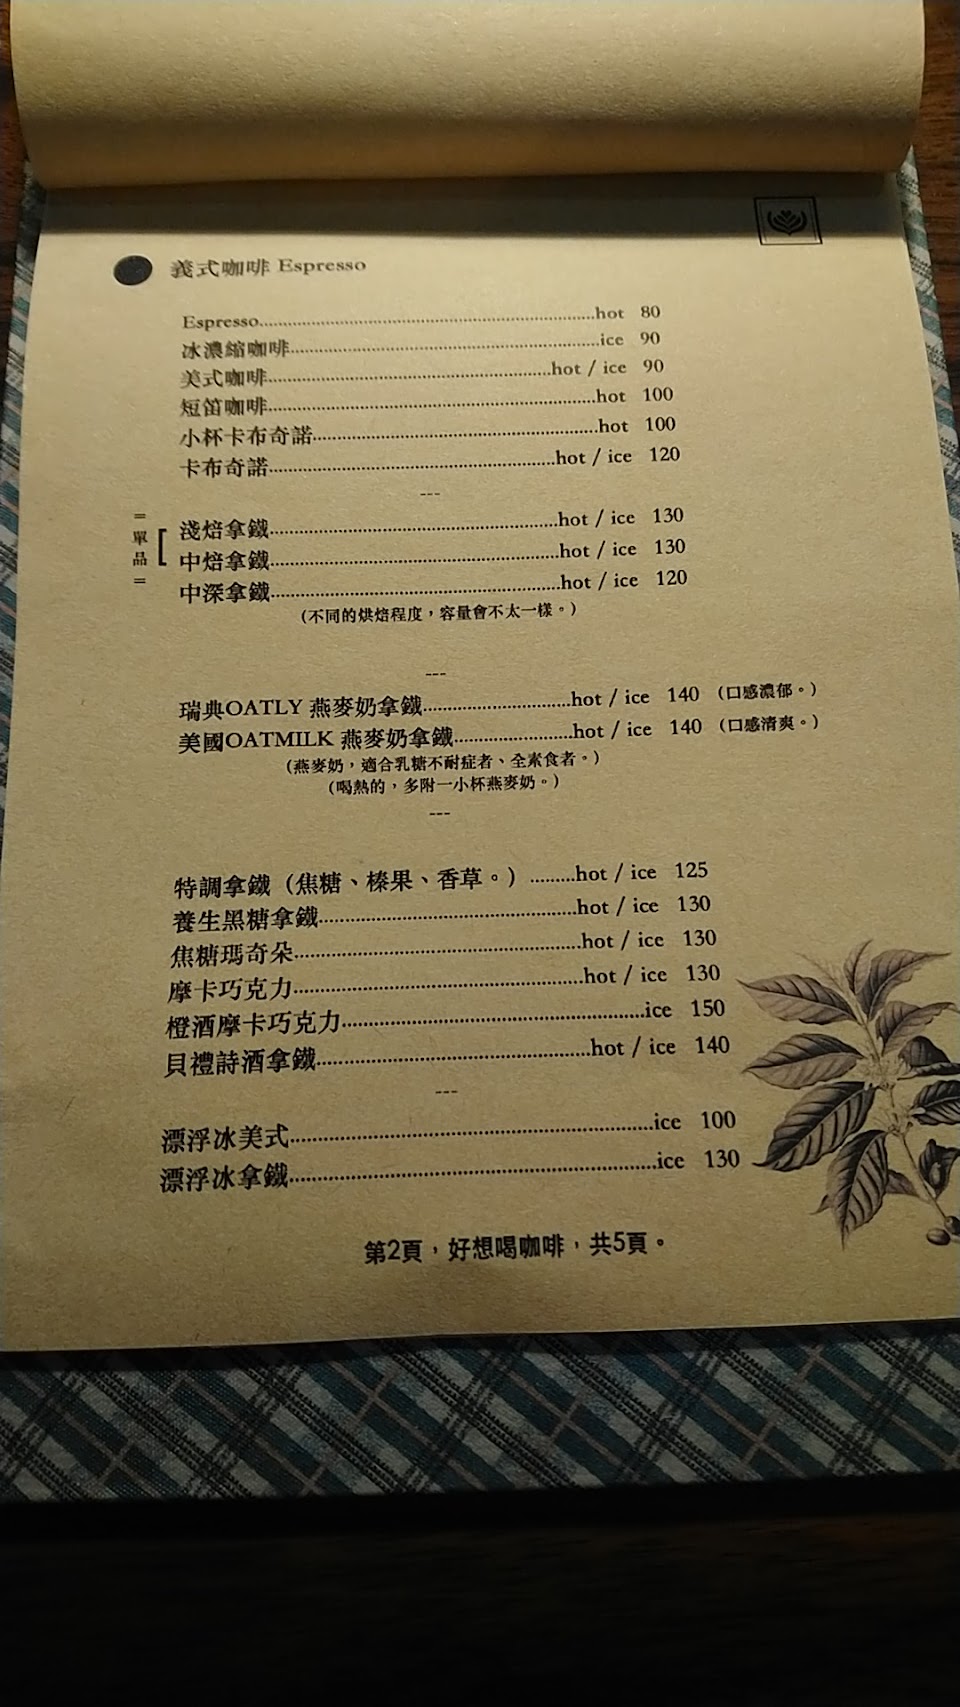 義式咖啡 Espresso
Espresso..........hot 80
冰濃縮咖啡..........ice 90
美式咖啡..........hot / ice 90
短笛咖啡..........hot 100
小杯卡布奇諾..........hot 100
卡布奇諾..........hot / ice 120
---
=單品=
淺焙拿鐵..........hot / ice 130
中焙拿鐵..........hot / ice 130
中深拿鐵..........hot / ice 120
（不同的烘焙程度，容量會不太一樣。）
---
瑞典OATLY 燕麥奶拿鐵..........hot / ice 140 （口感濃郁。）
美國OATMILK 燕麥奶拿鐵..........hot / ice 140 （口感清爽。）
（燕麥奶，適合乳糖不耐症者、全素食者。）
（喝熱的，多附一小杯燕麥奶。）
---
特調拿鐵（焦糖、榛果、香草。）.........hot / ice 125
養生黑糖拿鐵..........hot / ice 130
焦糖瑪奇朵..........hot / ice 130
摩卡巧克力..........hot / ice 130
橙酒摩卡巧克力..........ice 150
貝禮詩酒拿鐵..........hot / ice 140
---
漂浮冰美式..........ice 100
漂浮冰拿鐵..........ice 130
第2頁，好想喝咖啡，共5頁。